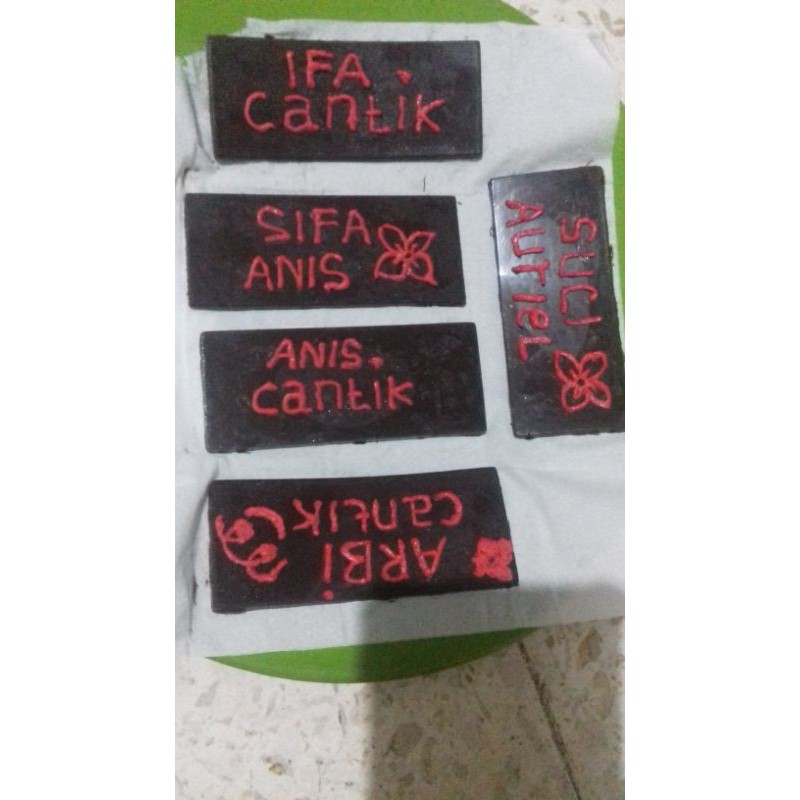 IFA
cantik
SIFA
ANIS
ANIS.
cantik
ARBi
cantik
SUCI
AUrIeL